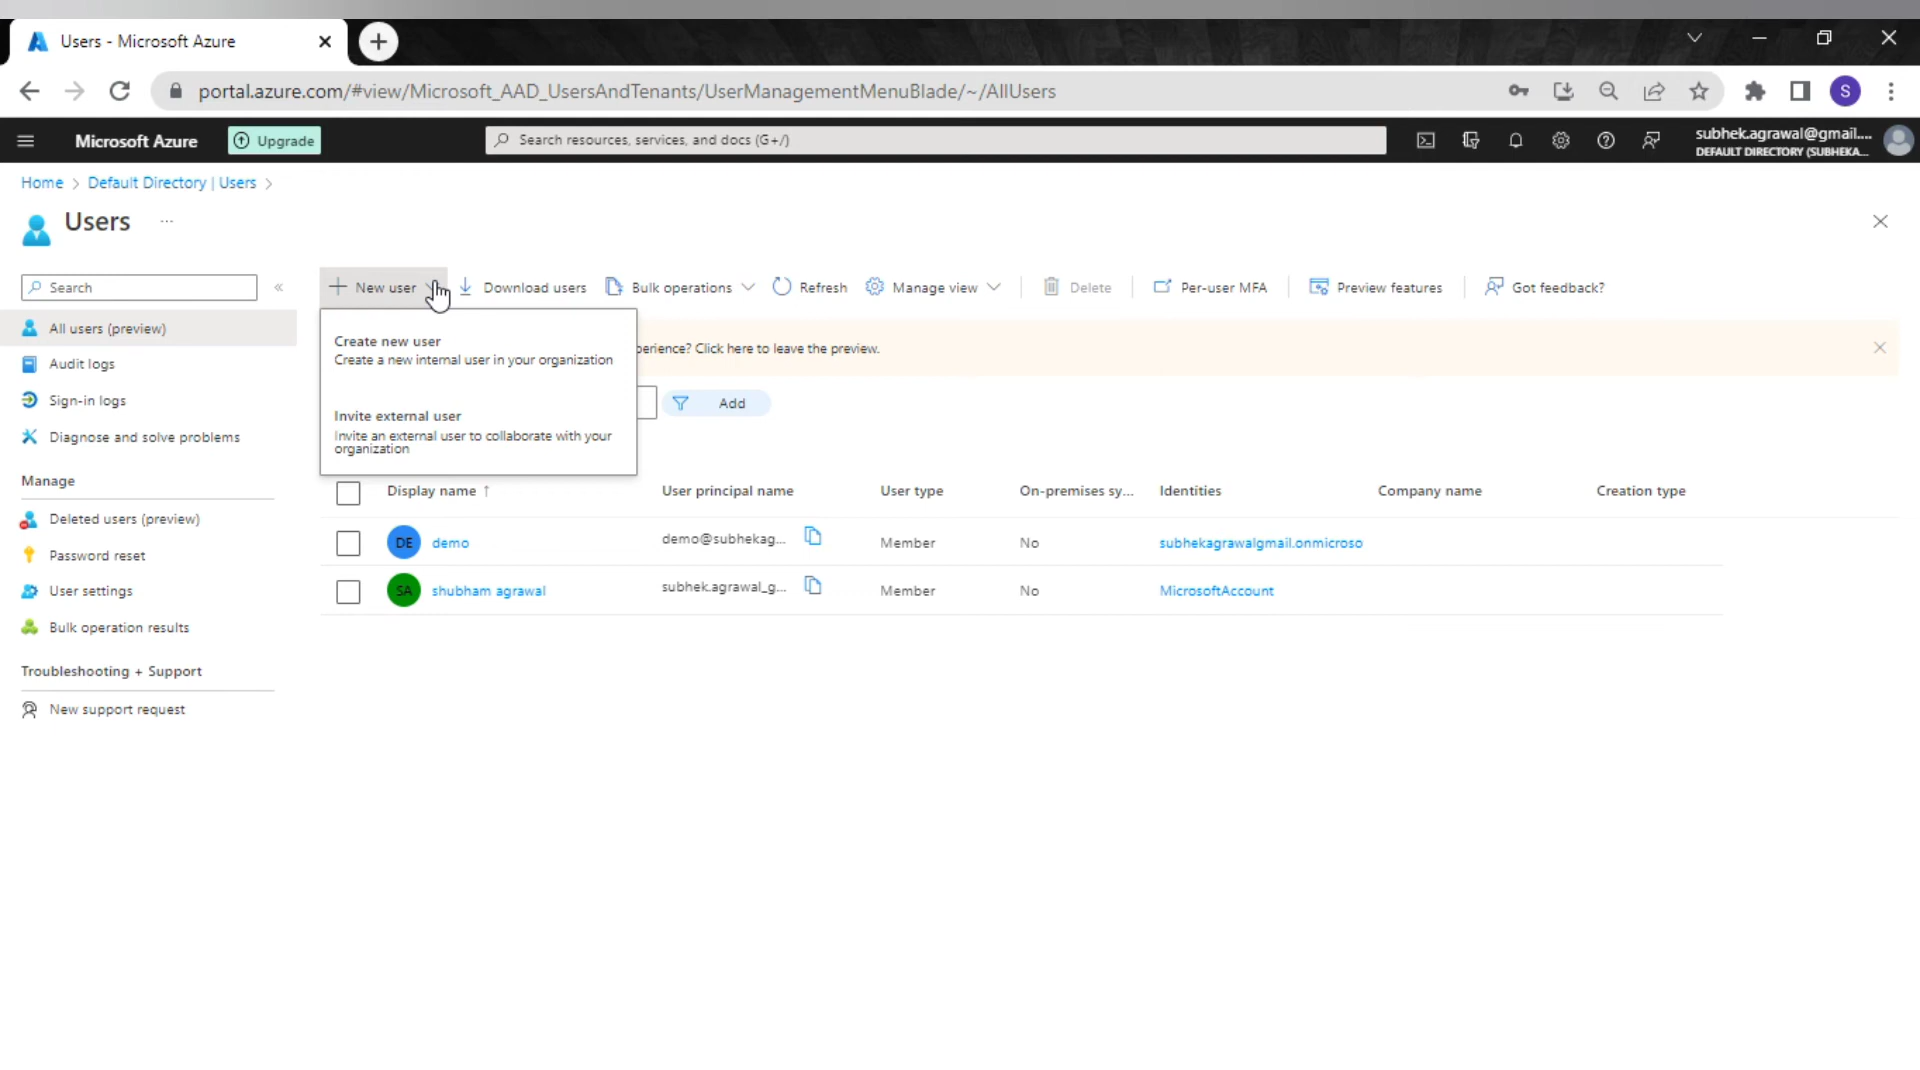 Users - Microsoft Azure
portal.azure.com/#view/Microsoft_AAD_UsersAndTenants/UserManagementMenuBlade/~/AllUsers
S
Microsoft Azure
Upgrade
Search resources, services, and docs (G+/)
subhek.agrawal@gmail....
DEFAULT DIRECTORY (SUBHEKA...
Home > Default Directory | Users >
Users ...
Search
«
New user
Download users
Bulk operations
Refresh
Manage view
Delete
Per-user MFA
Preview features
Got feedback?
All users (preview)
Audit logs
Sign-in logs
Diagnose and solve problems
Manage
Deleted users (preview)
Password reset
User settings
Bulk operation results
Troubleshooting + Support
New support request
Create new user
Create a new internal user in your organization
Invite external user
Invite an external user to collaborate with your
organization
perience? Click here to leave the preview.
Add
Display name ↑ User principal name User type On-premises sy... Identities Company name Creation type
DE demo demo@subhekag... Member No subhekagrawalgmail.onmicroso
SA shubham agrawal subhek.agrawal_g... Member No MicrosoftAccount